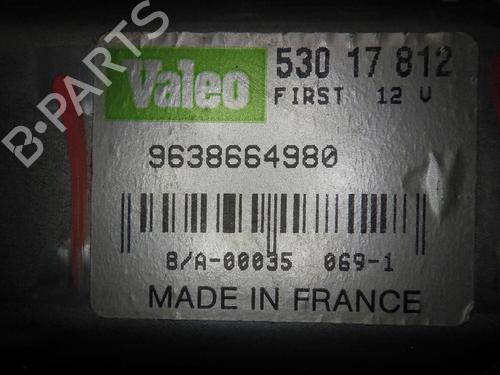 B-PARTS
Valeo
530 17 812
FIRST 12 V
9638664980
8/A-00035 069-1
MADE IN FRANCE